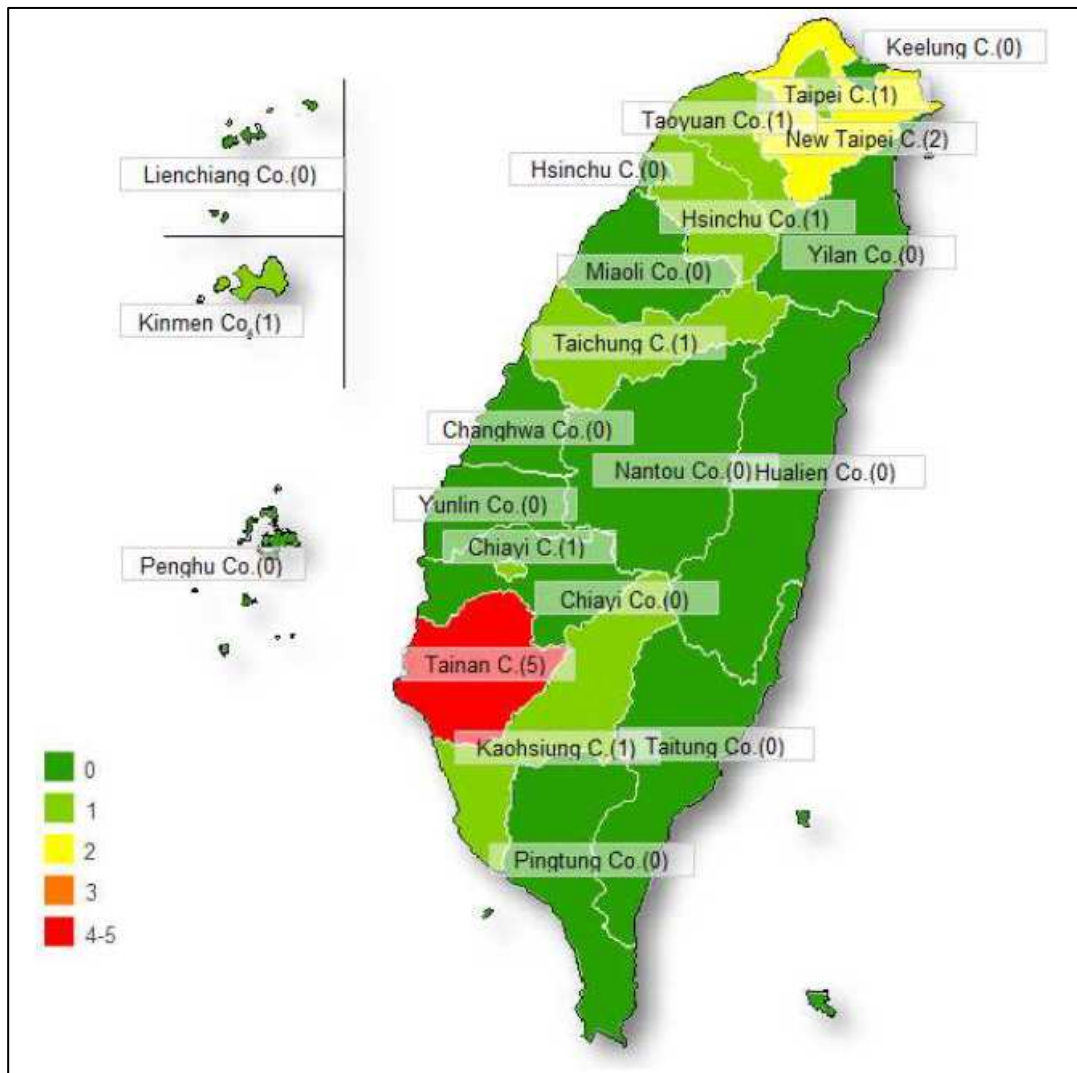 Keelung C.(0)
Taipei C.(1)
Taoyuan Co.(1)
New Taipei C.(2)
Lienchiang Co.(0)
Hsinchu C.(0)
Hsinchu Co.(1)
Yilan Co.(0)
Miaoli Co.(0)
Kinmen Co.(1)
Taichung C.(1)
Changhwa Co.(0)
Nantou Co.(0)
Hualien Co.(0)
Yunlin Co.(0)
Chiayi C.(1)
Penghu Co.(0)
Chiayi Co.(0)
Tainan C.(5)
Kaohsiung C.(1)
Taitung Co.(0)
Pingtung Co.(0)
0
1
2
3
4-5